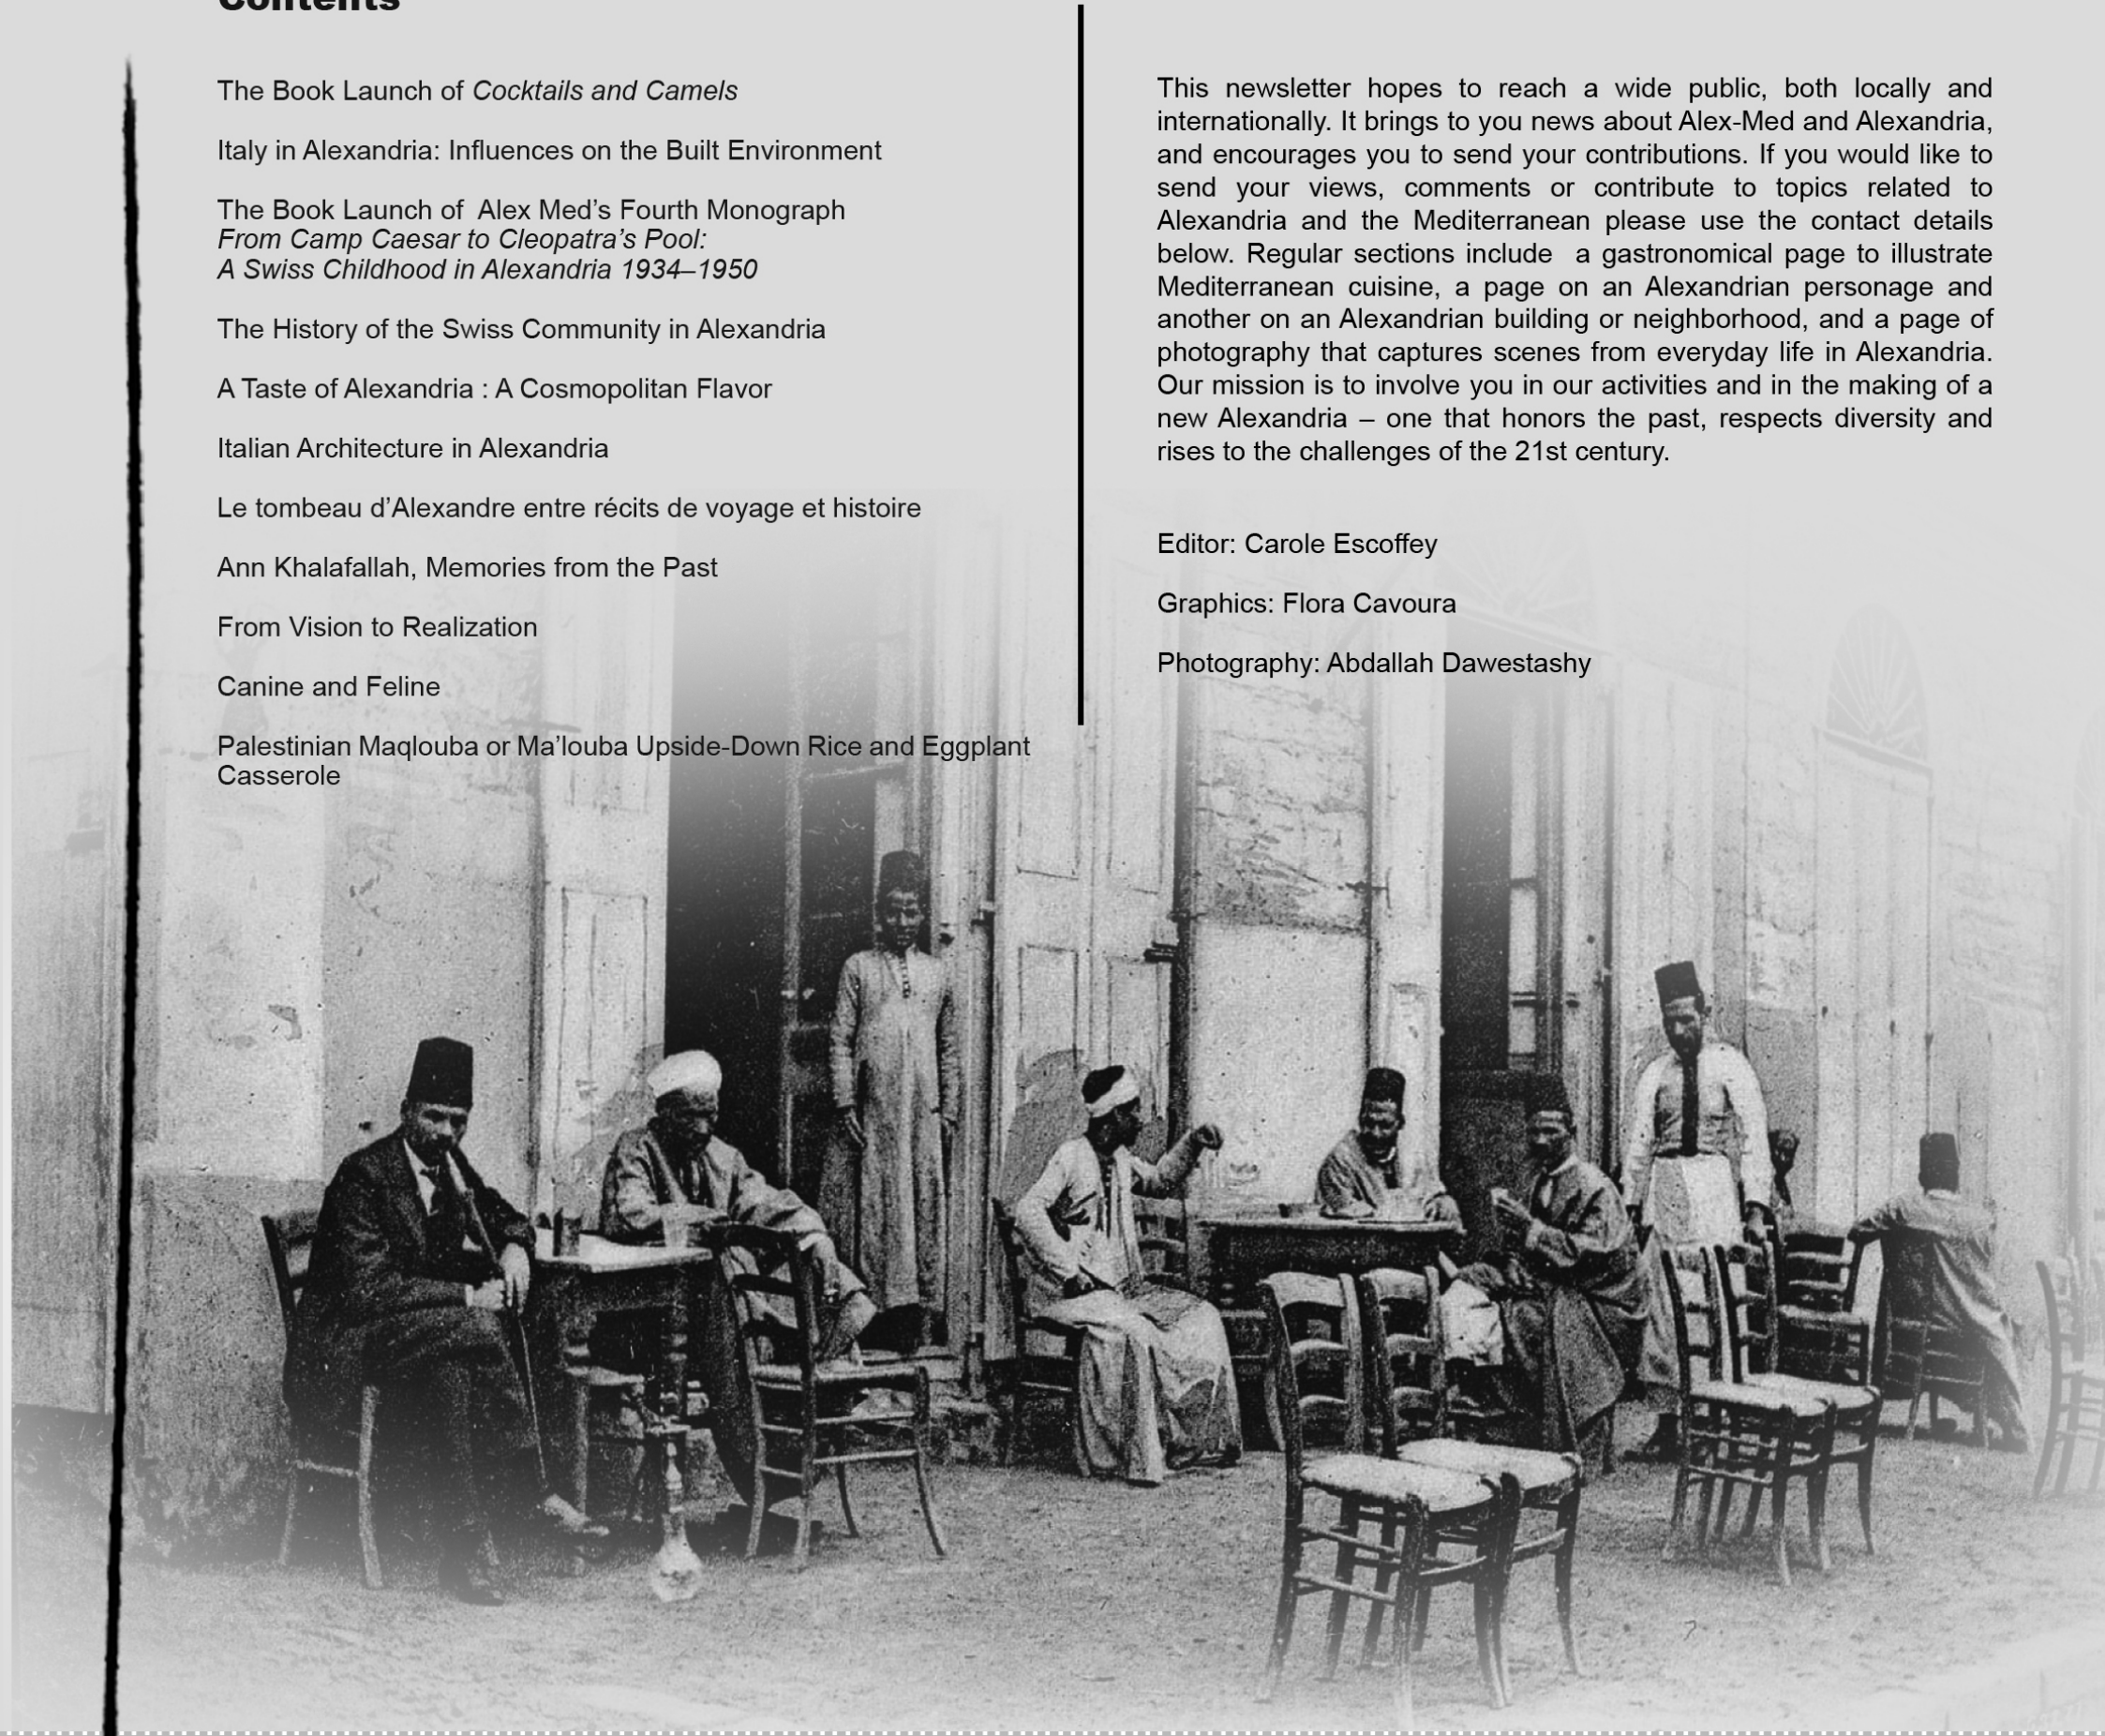 Contents
The Book Launch of Cocktails and Camels
Italy in Alexandria: Influences on the Built Environment
The Book Launch of  Alex Med’s Fourth Monograph
From Camp Caesar to Cleopatra’s Pool:
A Swiss Childhood in Alexandria 1934–1950
The History of the Swiss Community in Alexandria
A Taste of Alexandria : A Cosmopolitan Flavor
Italian Architecture in Alexandria
Le tombeau d’Alexandre entre récits de voyage et histoire
Ann Khalafallah, Memories from the Past
From Vision to Realization
Canine and Feline
Palestinian Maqlouba or Ma’louba Upside-Down Rice and Eggplant
Casserole
This newsletter hopes to reach a wide public, both locally and
internationally. It brings to you news about Alex-Med and Alexandria,
and encourages you to send your contributions. If you would like to
send your views, comments or contribute to topics related to
Alexandria and the Mediterranean please use the contact details
below. Regular sections include  a gastronomical page to illustrate
Mediterranean cuisine, a page on an Alexandrian personage and
another on an Alexandrian building or neighborhood, and a page of
photography that captures scenes from everyday life in Alexandria.
Our mission is to involve you in our activities and in the making of a
new Alexandria – one that honors the past, respects diversity and
rises to the challenges of the 21st century.
Editor: Carole Escoffey
Graphics: Flora Cavoura
Photography: Abdallah Dawestashy